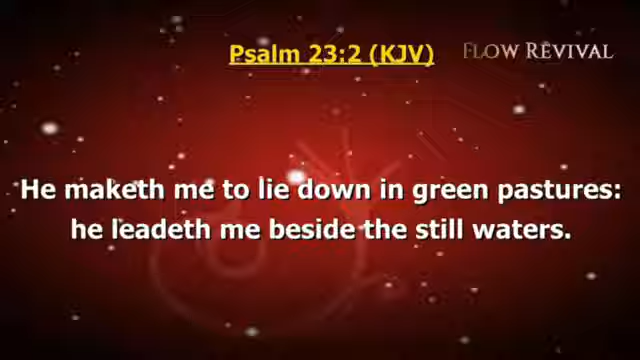 Psalm 23:2 (KJV)
FLOW REVIVAL
He maketh me to lie down in green pastures:
he leadeth me beside the still waters.